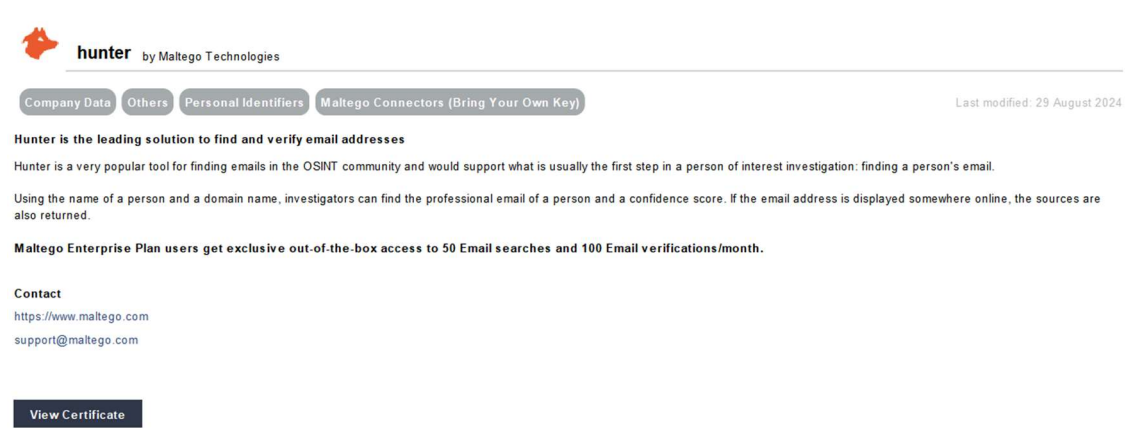 hunter by Maltego Technologies
Company Data Others Personal Identifiers Maltego Connectors (Bring Your Own Key) Last modified: 29 August 2024
Hunter is the leading solution to find and verify email addresses
Hunter is a very popular tool for finding emails in the OSINT community and would support what is usually the first step in a person of interest investigation: finding a person's email.
Using the name of a person and a domain name, investigators can find the professional email of a person and a confidence score. If the email address is displayed somewhere online, the sources are
also returned.
Maltego Enterprise Plan users get exclusive out-of-the-box access to 50 Email searches and 100 Email verifications/month.
Contact
https://www.maltego.com
support@maltego.com
View Certificate